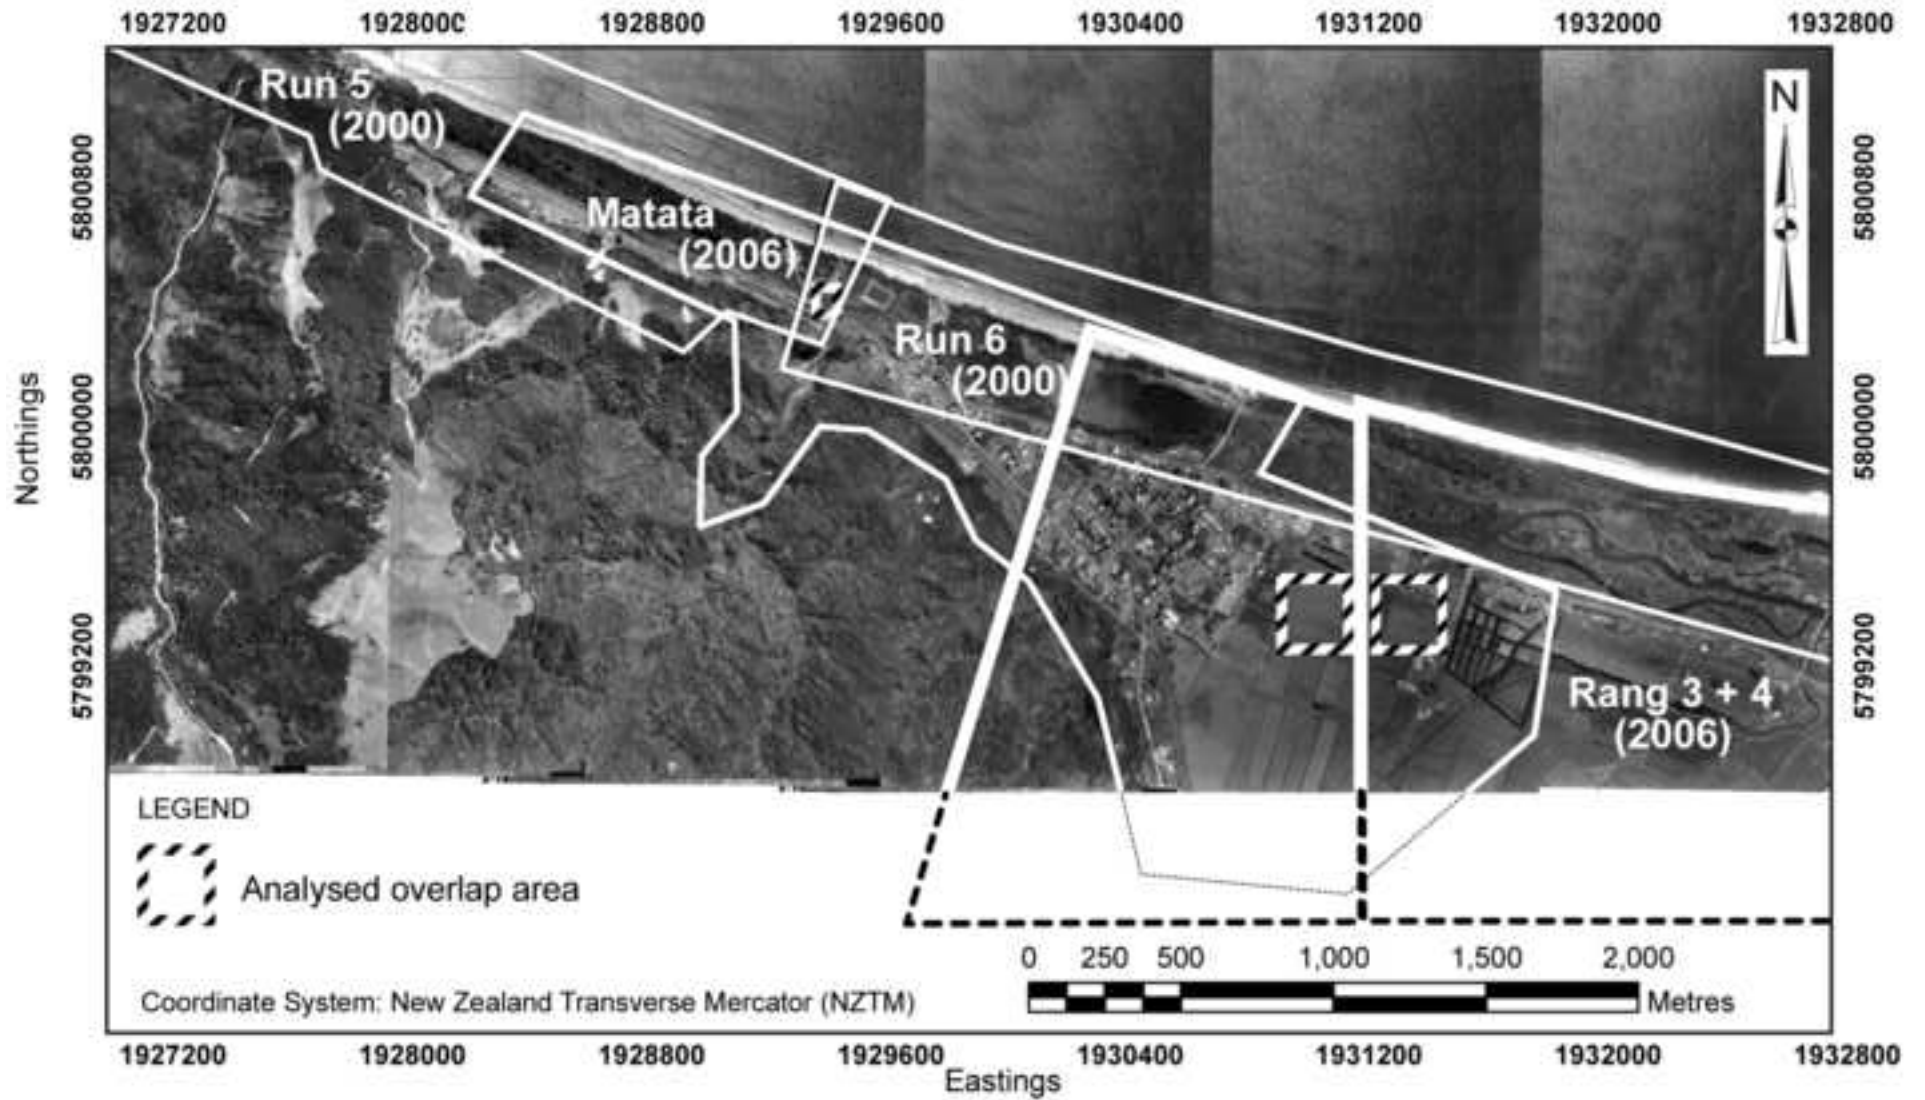 1927200 1928000 1928800 1929600 1930400 1931200 1932000 1932800
Run 5
(2000)
N
5800800
5800800
Matata
(2006)
Run 6
(2000)
Northings
5800000
5800000
5799200
5799200
Rang 3 + 4
(2006)
LEGEND
Analysed overlap area
0 250 500 1,000 1,500 2,000
Coordinate System: New Zealand Transverse Mercator (NZTM)
Metres
1927200 1928000 1928800 1929600 1930400 1931200 1932000 1932800
Eastings